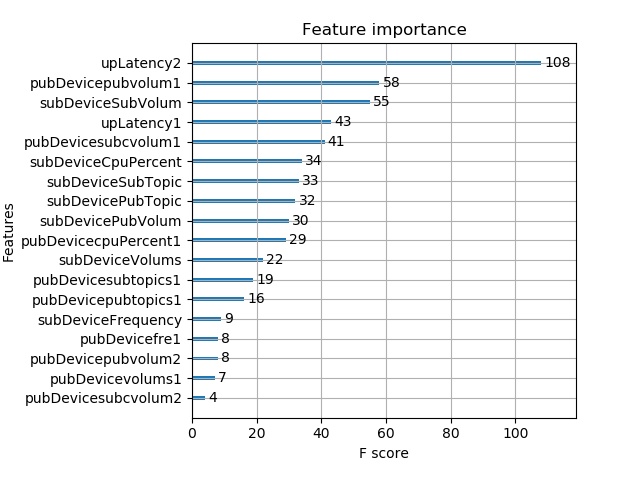 Feature importance
upLatency2 108
pubDevicepubvolum1 58
subDeviceSubVolum 55
upLatency1 43
pubDevicesubcvolum1 41
subDeviceCpuPercent 34
subDeviceSubTopic 33
subDevicePubTopic 32
subDevicePubVolum 30
pubDevicecpuPercent1 29
subDeviceVolums 22
pubDevicesubtopics1 19
pubDevicepubtopics1 16
subDeviceFrequency 9
pubDevicefre1 8
pubDevicepubvolum2 8
pubDevicevolums1 7
pubDevicesubcvolum2 4
Features
0 20 40 60 80 100
F score